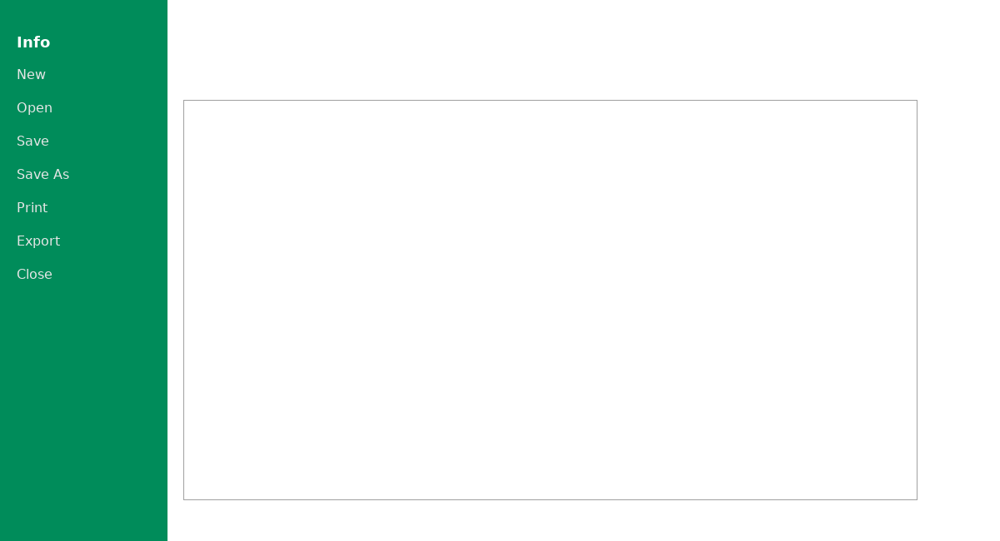 Info
New
Open
Save
Save As
Print
Export
Close